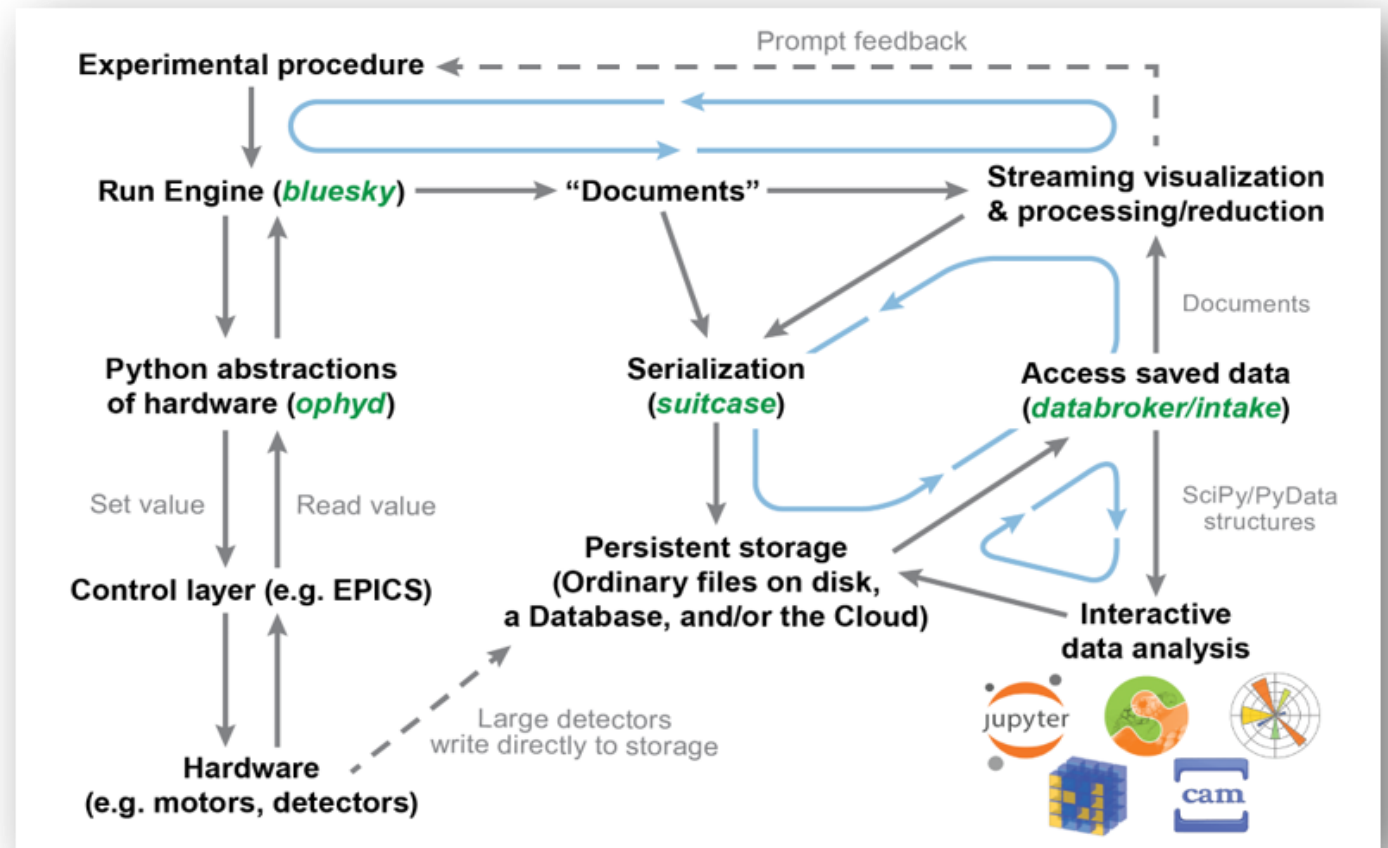 Prompt feedback
Experimental procedure
Run Engine (bluesky)
“Documents”
Streaming visualization
& processing/reduction
Documents
Python abstractions
of hardware (ophyd)
Serialization
(suitcase)
Access saved data
(databroker/intake)
Set value
Read value
SciPy/PyData
structures
Persistent storage
(Ordinary files on disk,
a Database, and/or the Cloud)
Control layer (e.g. EPICS)
Interactive
data analysis
Large detectors
write directly to storage
Hardware
(e.g. motors, detectors)
jupyter
cam